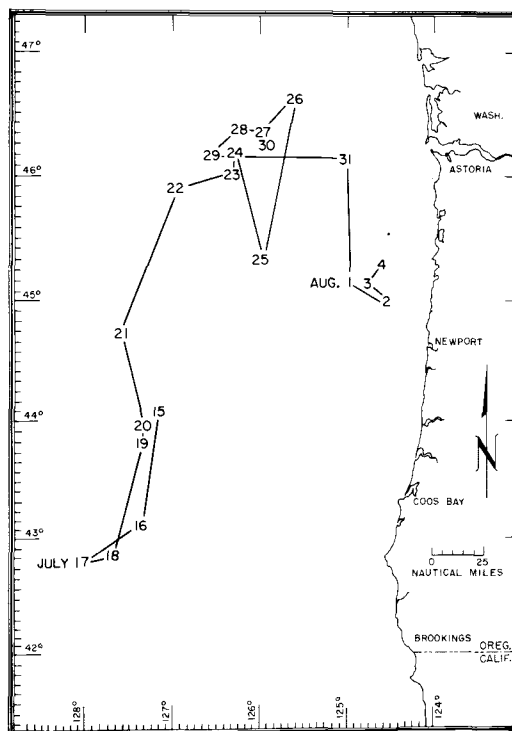 47°
26
WASH.
28
27
30
29
24
31
ASTORIA
46°
23
22
25
4
AUG. 1
3
2
45°
21
NEWPORT
15
44°
20
19
N
COOS BAY
16
43°
JULY 17
18
0
25
NAUTICAL MILES
BROOKINGS
OREG.
42°
CALIF.
128°
127°
126°
125°
124°